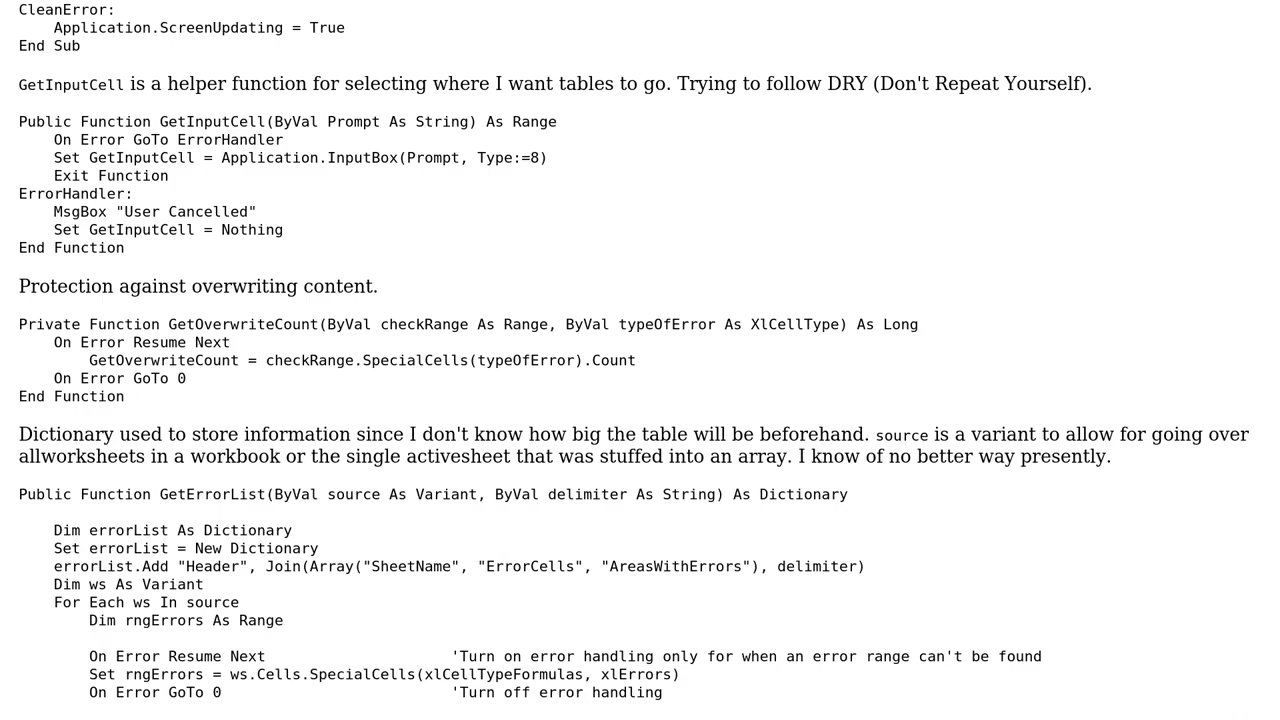 CleanError:
    Application.ScreenUpdating = True
End Sub
GetInputCell is a helper function for selecting where I want tables to go. Trying to follow DRY (Don't Repeat Yourself).
Public Function GetInputCell(ByVal Prompt As String) As Range
    On Error GoTo ErrorHandler
    Set GetInputCell = Application.InputBox(Prompt, Type:=8)
    Exit Function
ErrorHandler:
    MsgBox "User Cancelled"
    Set GetInputCell = Nothing
End Function
Protection against overwriting content.
Private Function GetOverwriteCount(ByVal checkRange As Range, ByVal typeOfError As XlCellType) As Long
    On Error Resume Next
        GetOverwriteCount = checkRange.SpecialCells(typeOfError).Count
    On Error GoTo 0
End Function
Dictionary used to store information since I don't know how big the table will be beforehand. source is a variant to allow for going over
allworksheets in a workbook or the single activesheet that was stuffed into an array. I know of no better way presently.
Public Function GetErrorList(ByVal source As Variant, ByVal delimiter As String) As Dictionary
    Dim errorList As Dictionary
    Set errorList = New Dictionary
    errorList.Add "Header", Join(Array("SheetName", "ErrorCells", "AreasWithErrors"), delimiter)
    Dim ws As Variant
    For Each ws In source
        Dim rngErrors As Range
        On Error Resume Next                     'Turn on error handling only for when an error range can't be found
        Set rngErrors = ws.Cells.SpecialCells(xlCellTypeFormulas, xlErrors)
        On Error GoTo 0                          'Turn off error handling